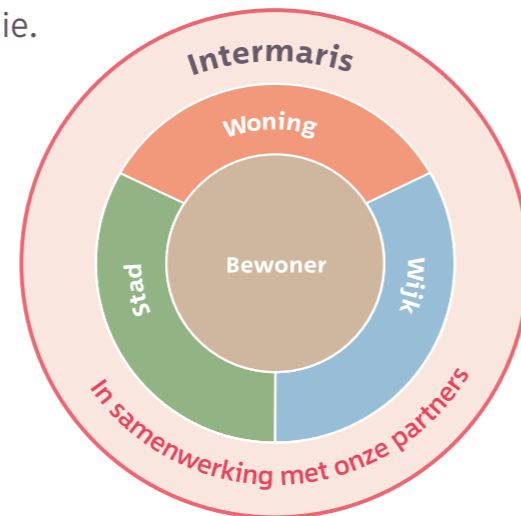 ie.
Intermaris
Woning
Bewoner
Stad
Wijk
In samenwerking met onze partners